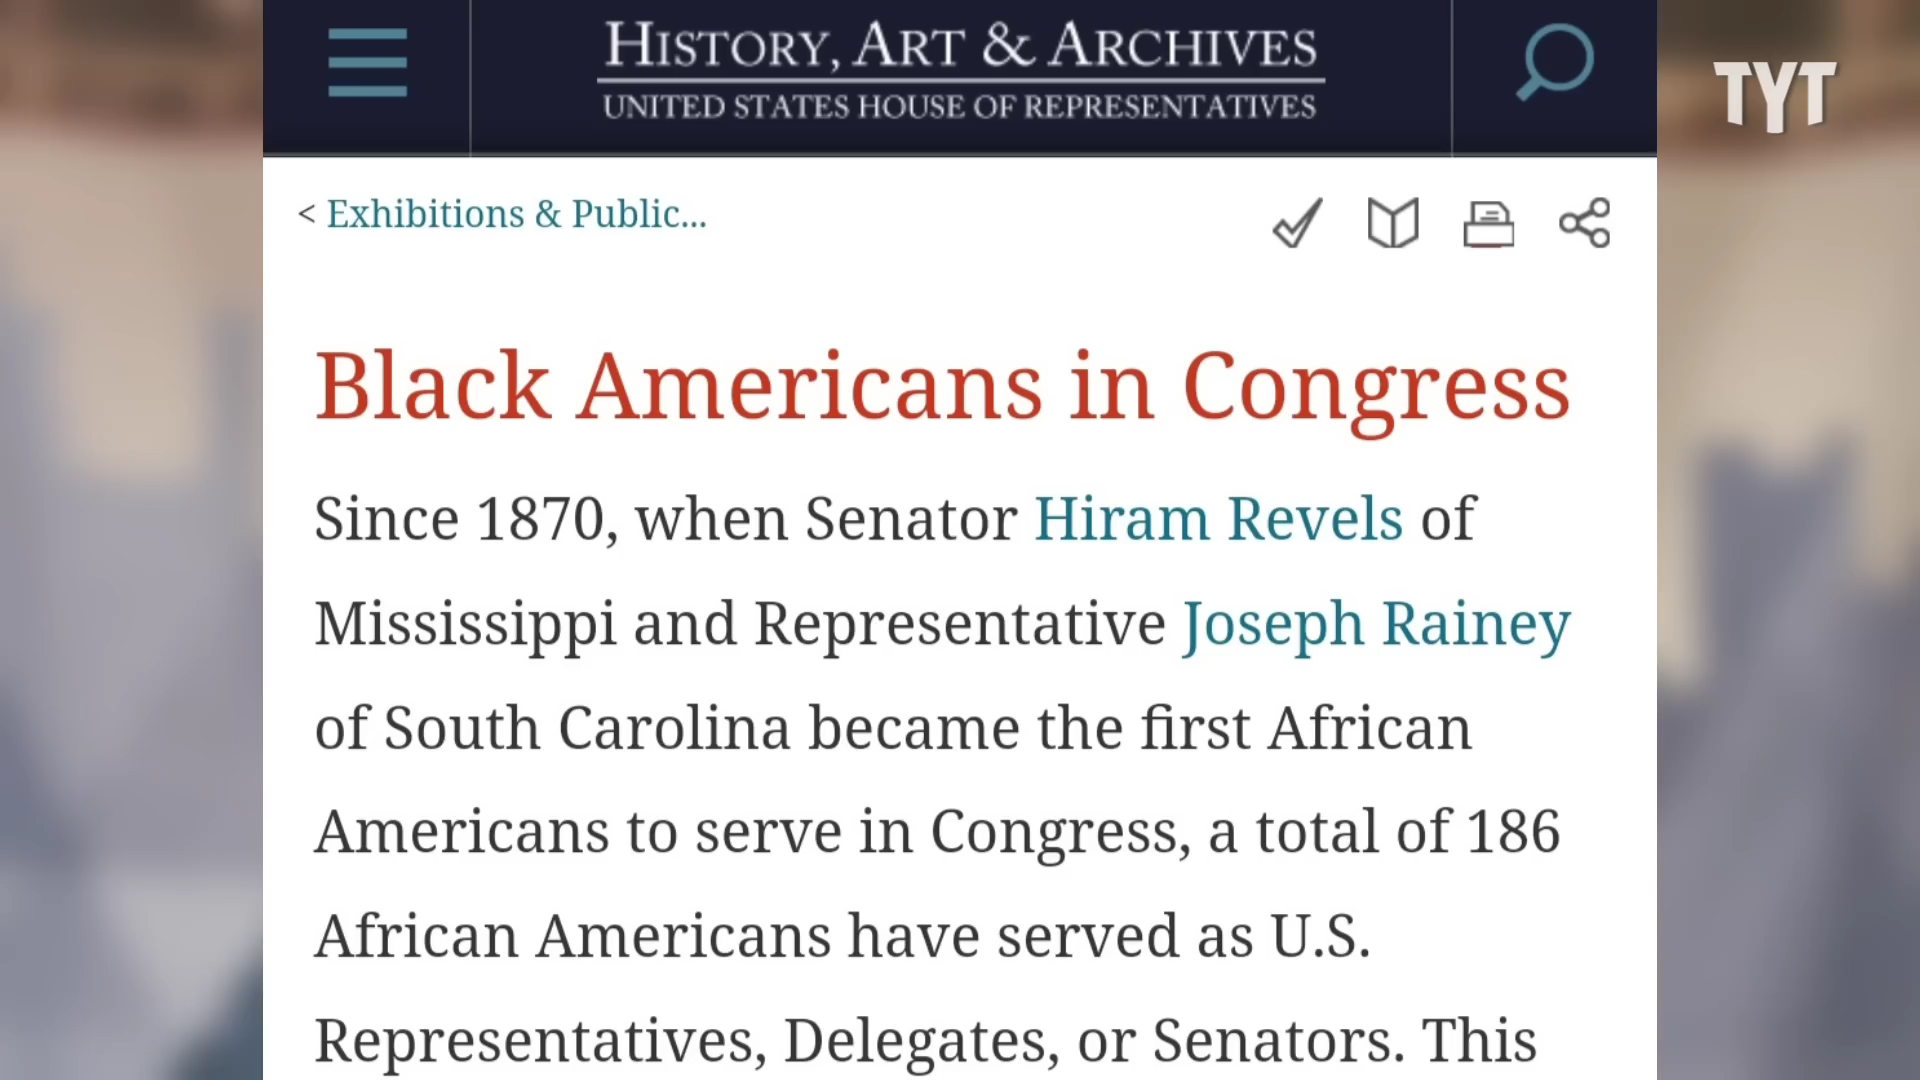 HISTORY, ART & ARCHIVES
UNITED STATES HOUSE OF REPRESENTATIVES
TYT
< Exhibitions & Public...
Black Americans in Congress
Since 1870, when Senator Hiram Revels of
Mississippi and Representative Joseph Rainey
of South Carolina became the first African
Americans to serve in Congress, a total of 186
African Americans have served as U.S.
Representatives, Delegates, or Senators. This